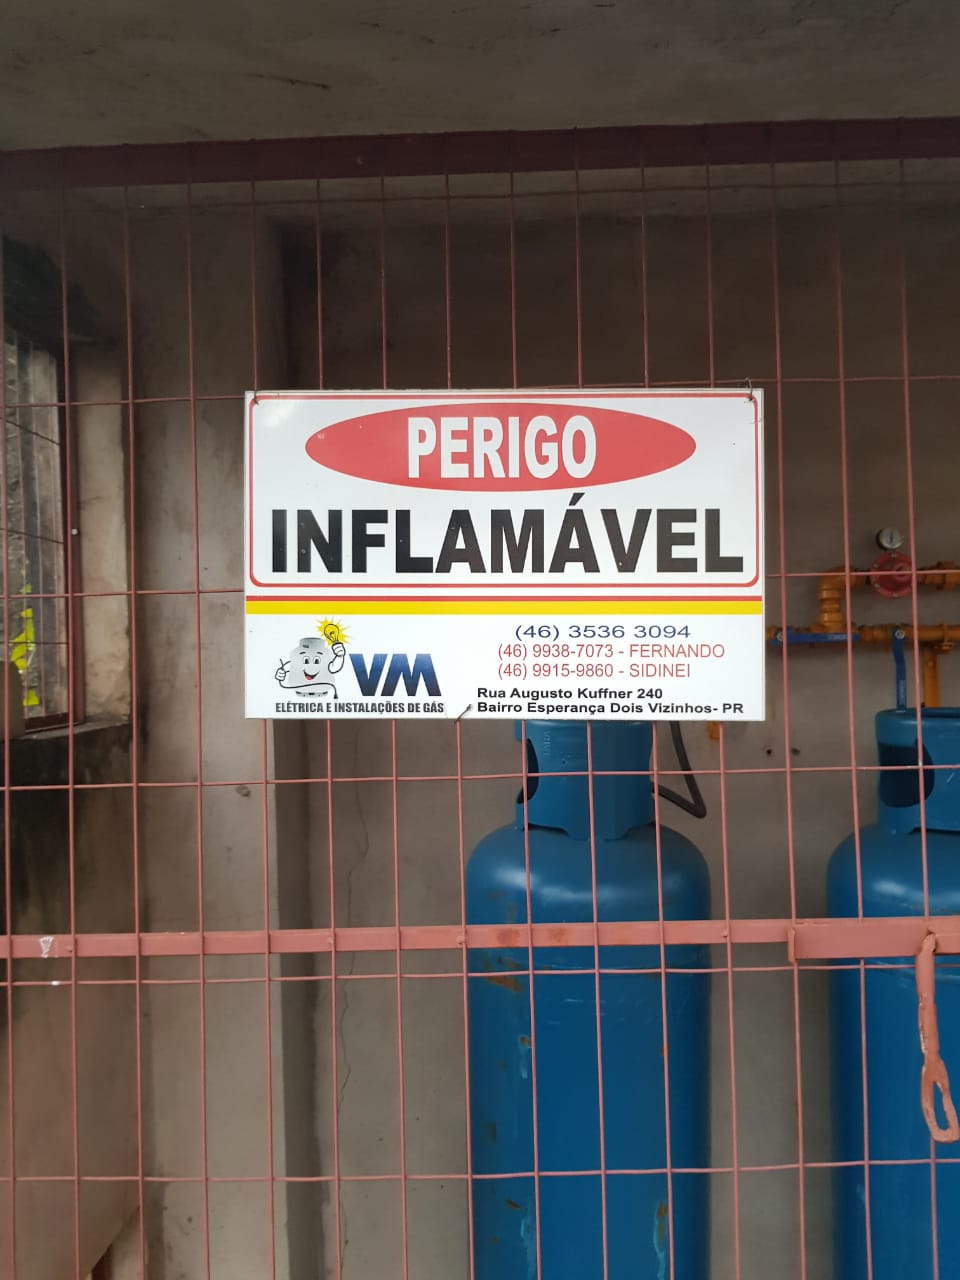 PERIGO
INFLAMÁVEL
(46) 3536 3094
(46) 9938-7073 - FERNANDO
(46) 9915-9860 - SIDINEI
VM
ELÉTRICA E INSTALAÇÕES DE GÁS
Rua Augusto Kuffner 240
Bairro Esperança Dois Vizinhos- PR
TARA